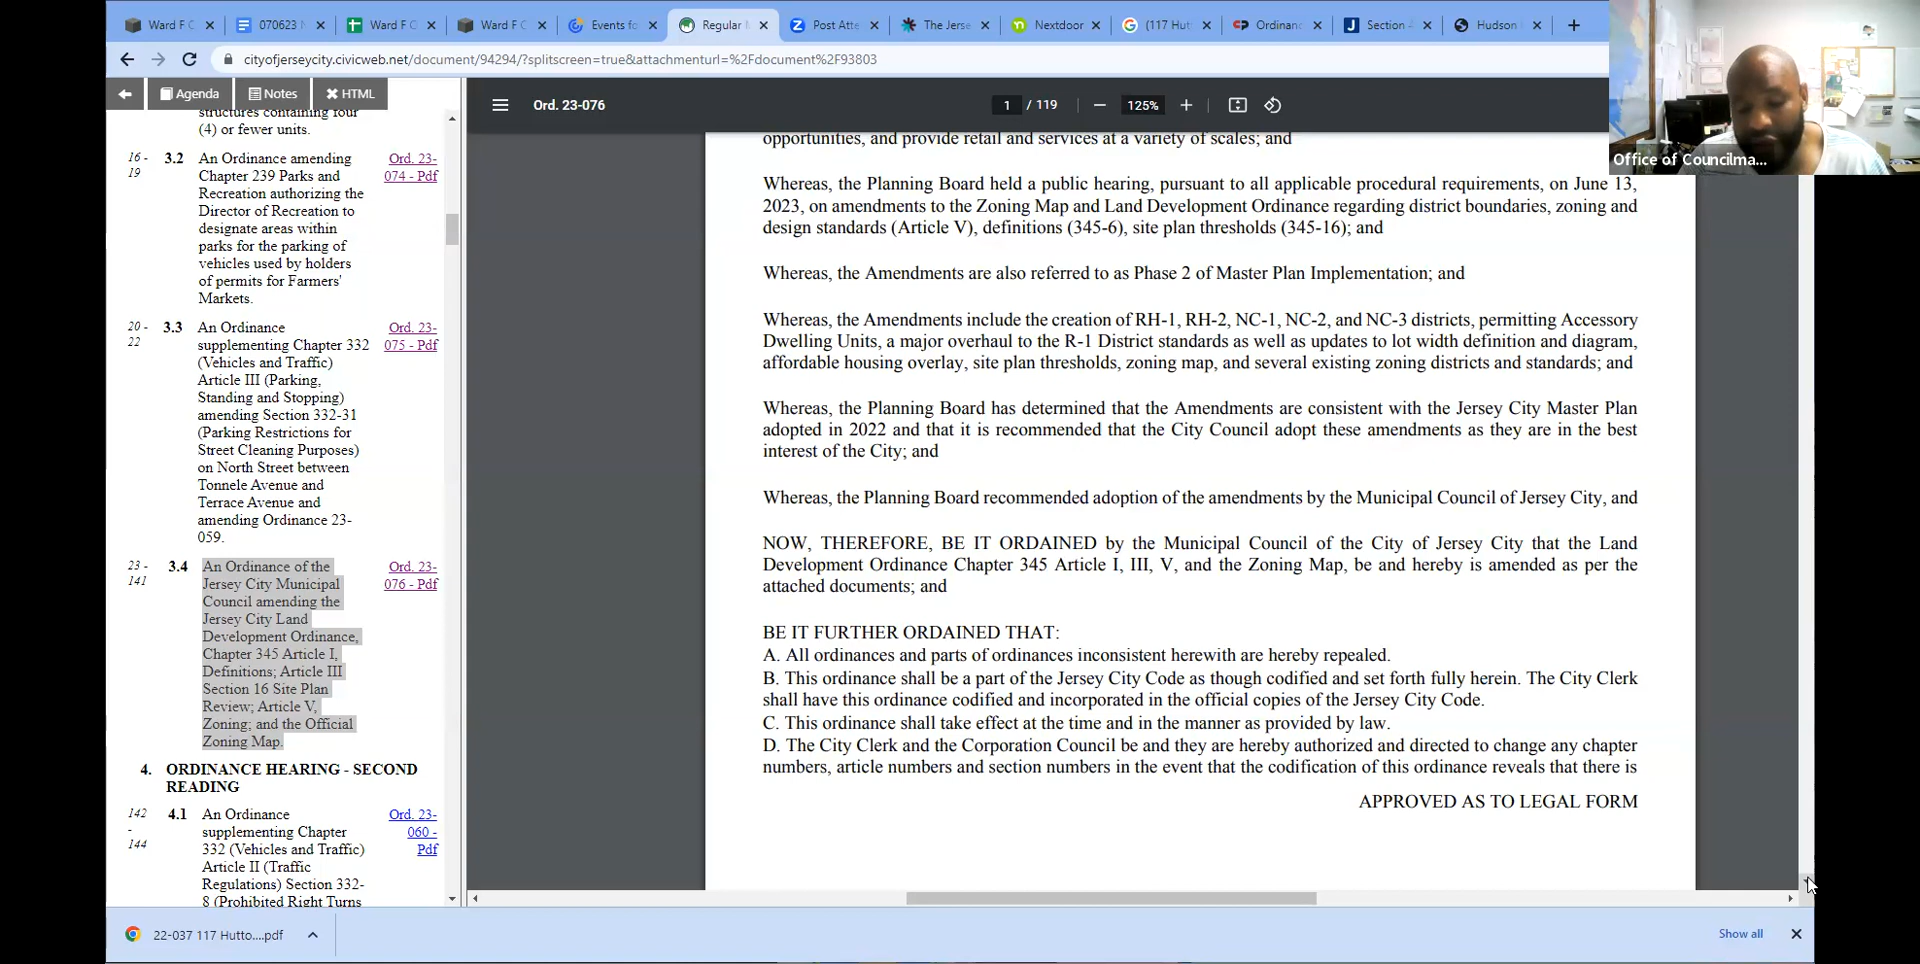 Ward F C
070623
Ward F C
Ward F C
Events fo
Regular
Post Atte
The Jerse
Nextdoor
(117 Hut
Ordinanc
Section
Hudson
cityofjerseycity.civicweb.net/document/94294/?splitscreen=true&attachmenturl=%2Fdocument%2F93803
Agenda
Notes
HTML
Ord. 23-076
1 / 119
125%
Office of Councilma...
structures containing four
(4) or fewer units.
16 -
19
3.2
An Ordinance amending
Chapter 239 Parks and
Recreation authorizing the
Director of Recreation to
designate areas within
parks for the parking of
vehicles used by holders
of permits for Farmers'
Markets.
Ord. 23-
074 - Pdf
20 -
22
3.3
An Ordinance
supplementing Chapter 332
(Vehicles and Traffic)
Article III (Parking,
Standing and Stopping)
amending Section 332-31
(Parking Restrictions for
Street Cleaning Purposes)
on North Street between
Tonnele Avenue and
Terrace Avenue and
amending Ordinance 23-
059.
Ord. 23-
075 - Pdf
23 -
141
3.4
An Ordinance of the
Jersey City Municipal
Council amending the
Jersey City Land
Development Ordinance,
Chapter 345 Article I,
Definitions; Article III
Section 16 Site Plan
Review; Article V,
Zoning; and the Official
Zoning Map.
Ord. 23-
076 - Pdf
4. ORDINANCE HEARING - SECOND
READING
142
-
144
4.1
An Ordinance
supplementing Chapter
332 (Vehicles and Traffic)
Article II (Traffic
Regulations) Section 332-
8 (Prohibited Right Turns
Ord. 23-
060 -
Pdf
opportunities, and provide retail and services at a variety of scales; and
Whereas, the Planning Board held a public hearing, pursuant to all applicable procedural requirements, on June 13,
2023, on amendments to the Zoning Map and Land Development Ordinance regarding district boundaries, zoning and
design standards (Article V), definitions (345-6), site plan thresholds (345-16); and
Whereas, the Amendments are also referred to as Phase 2 of Master Plan Implementation; and
Whereas, the Amendments include the creation of RH-1, RH-2, NC-1, NC-2, and NC-3 districts, permitting Accessory
Dwelling Units, a major overhaul to the R-1 District standards as well as updates to lot width definition and diagram,
affordable housing overlay, site plan thresholds, zoning map, and several existing zoning districts and standards; and
Whereas, the Planning Board has determined that the Amendments are consistent with the Jersey City Master Plan
adopted in 2022 and that it is recommended that the City Council adopt these amendments as they are in the best
interest of the City; and
Whereas, the Planning Board recommended adoption of the amendments by the Municipal Council of Jersey City, and
NOW, THEREFORE, BE IT ORDAINED by the Municipal Council of the City of Jersey City that the Land
Development Ordinance Chapter 345 Article I, III, V, and the Zoning Map, be and hereby is amended as per the
attached documents; and
BE IT FURTHER ORDAINED THAT:
A. All ordinances and parts of ordinances inconsistent herewith are hereby repealed.
B. This ordinance shall be a part of the Jersey City Code as though codified and set forth fully herein. The City Clerk
shall have this ordinance codified and incorporated in the official copies of the Jersey City Code.
C. This ordinance shall take effect at the time and in the manner as provided by law.
D. The City Clerk and the Corporation Council be and they are hereby authorized and directed to change any chapter
numbers, article numbers and section numbers in the event that the codification of this ordinance reveals that there is
APPROVED AS TO LEGAL FORM
22-037 117 Hutto....pdf
Show all